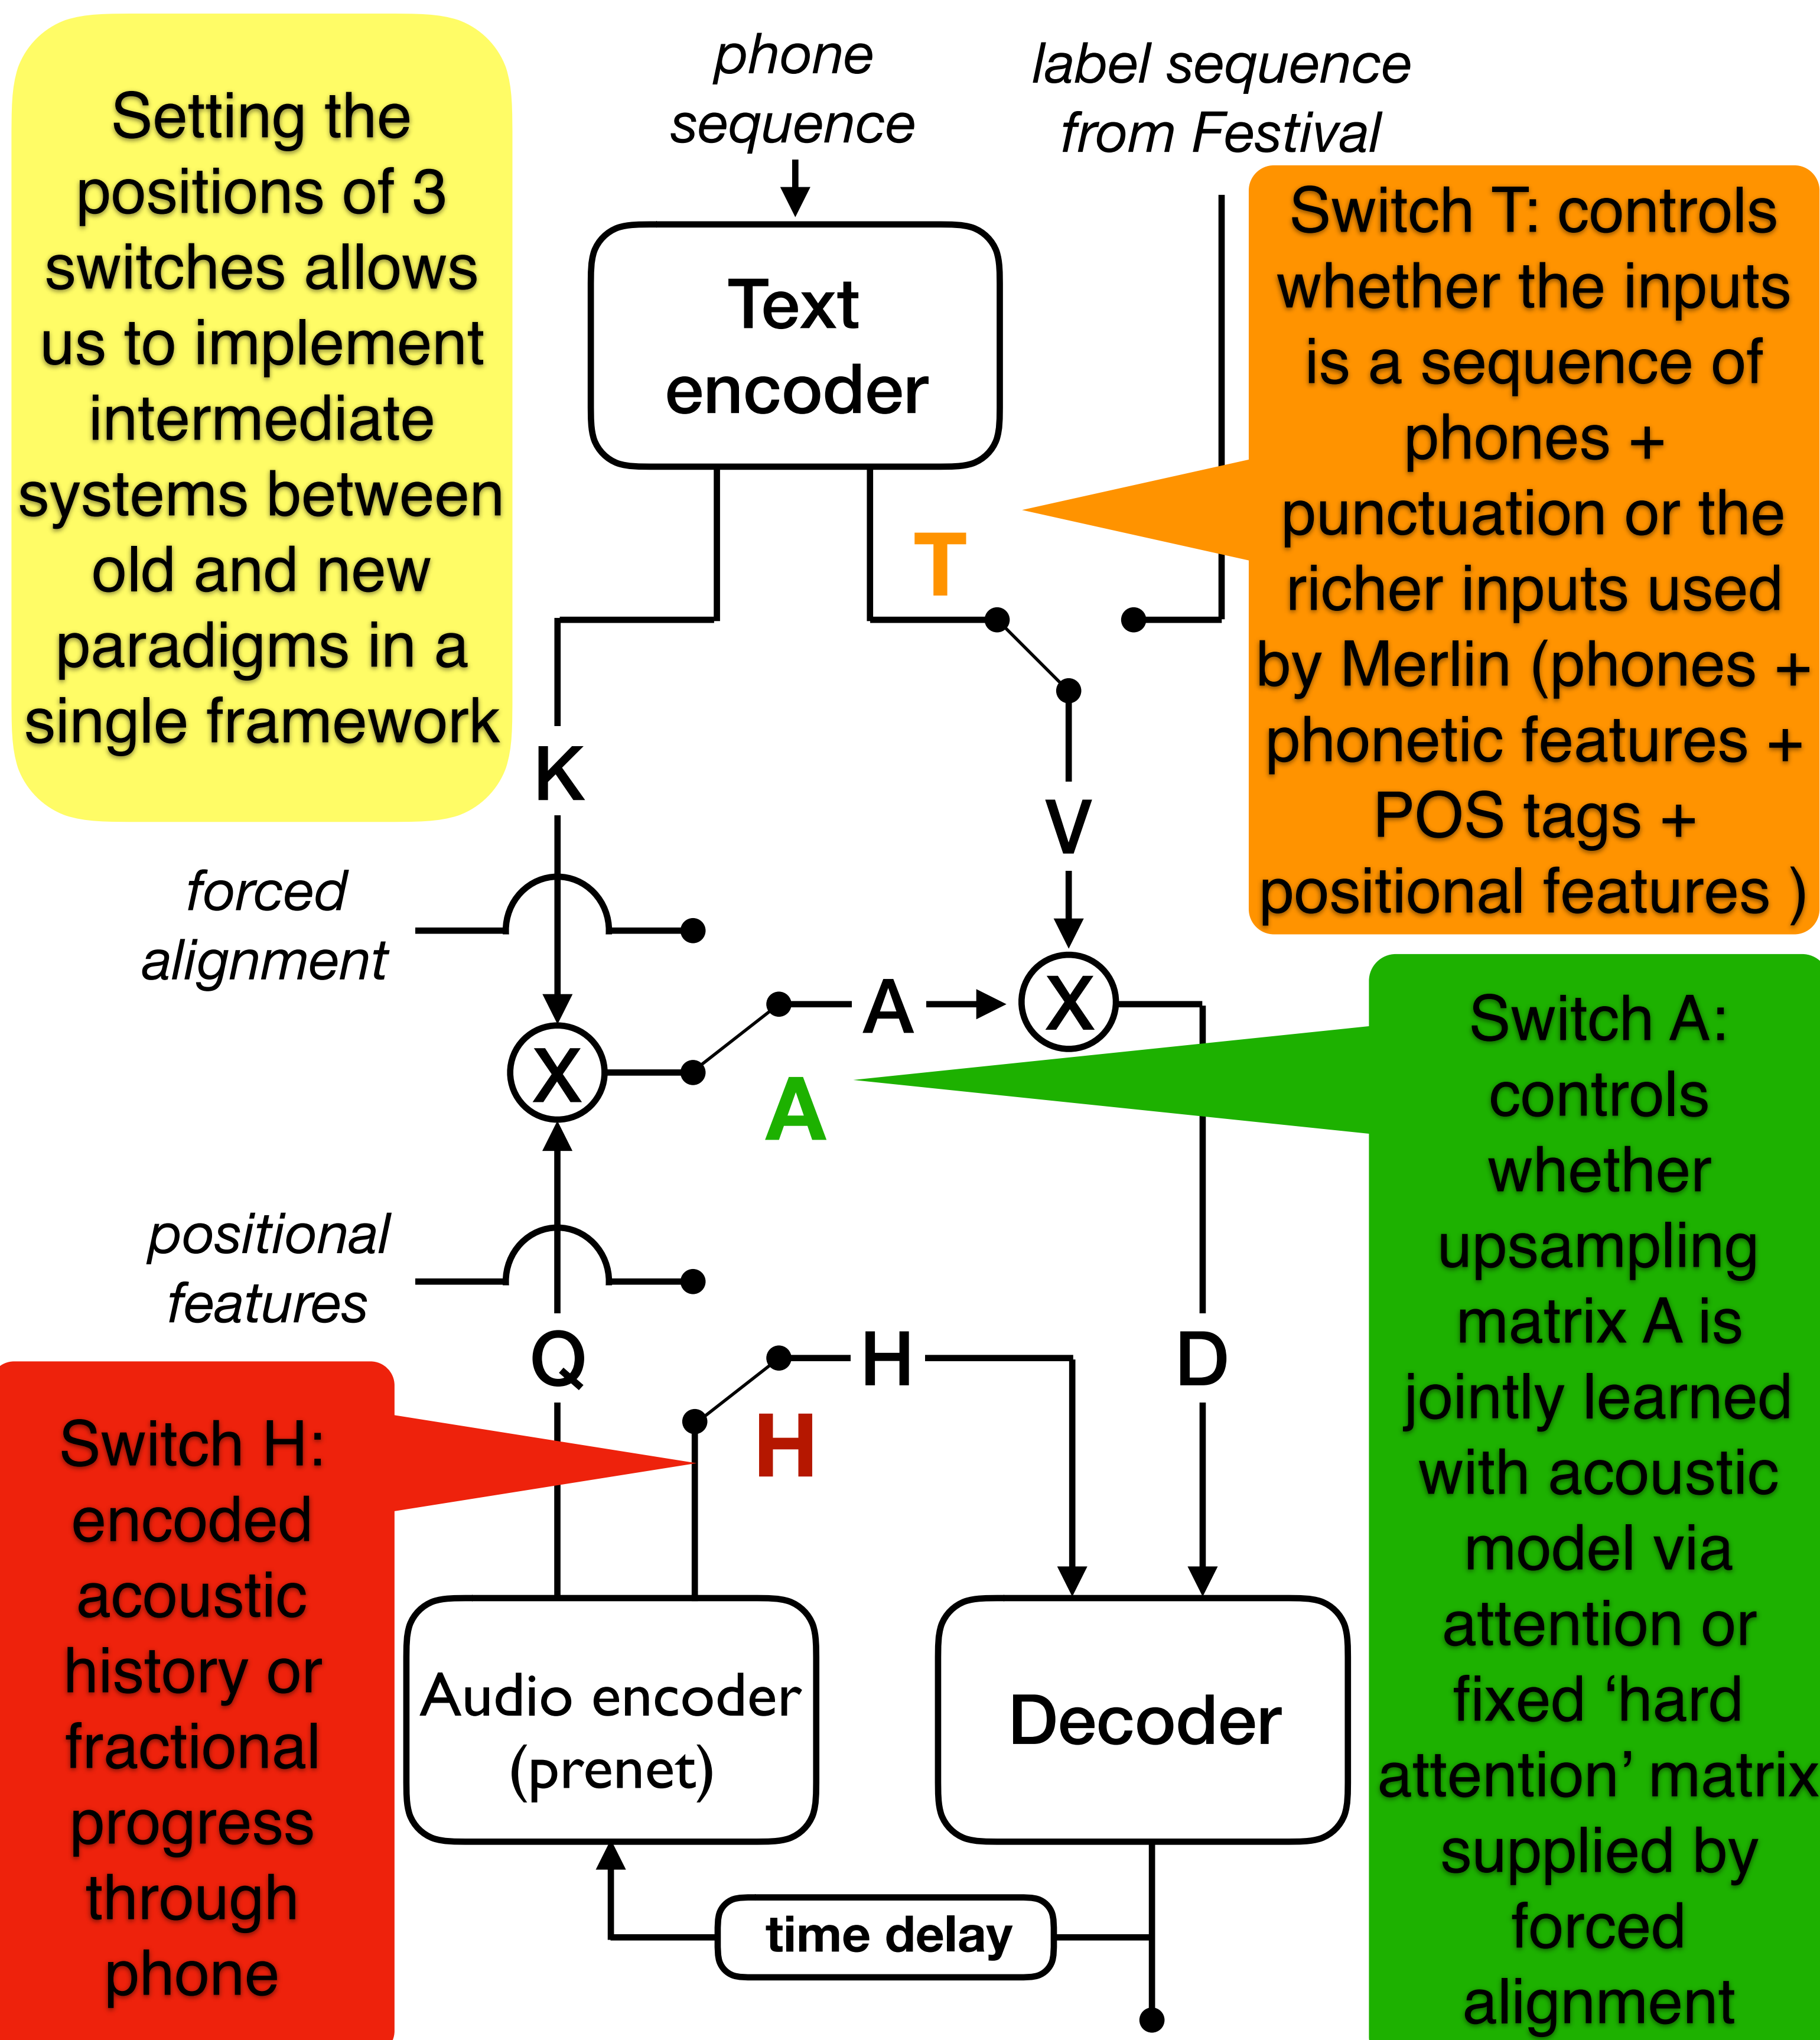 Setting the
positions of 3
switches allows
us to implement
intermediate
systems between
old and new
paradigms in a
single framework
phone
sequence
label sequence
from Festival
Text
encoder
Switch T: controls
whether the inputs
is a sequence of
phones +
punctuation or the
richer inputs used
by Merlin (phones +
phonetic features +
POS tags +
positional features )
T
K
V
forced
alignment
A
X
X
A
positional
features
Q
H
D
H
Switch A:
controls
whether
upsampling
matrix A is
jointly learned
with acoustic
model via
attention or
fixed ‘hard
attention’ matrix
supplied by
forced
alignment
Switch H:
encoded
acoustic
history or
fractional
progress
through
phone
Audio encoder
(prenet)
Decoder
time delay